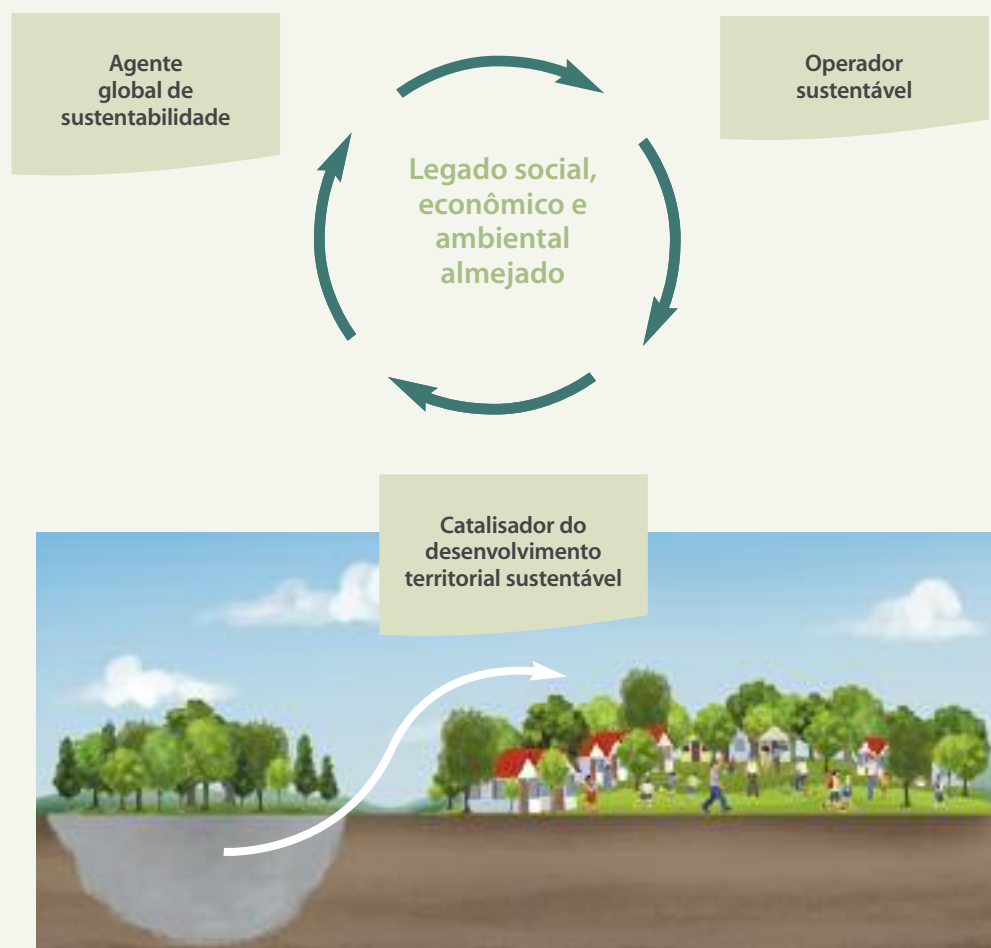 Agente
global de
sustentabilidade
Operador
sustentável
Legado social,
econômico e
ambiental
almejado
Catalisador do
desenvolvimento
territorial sustentável